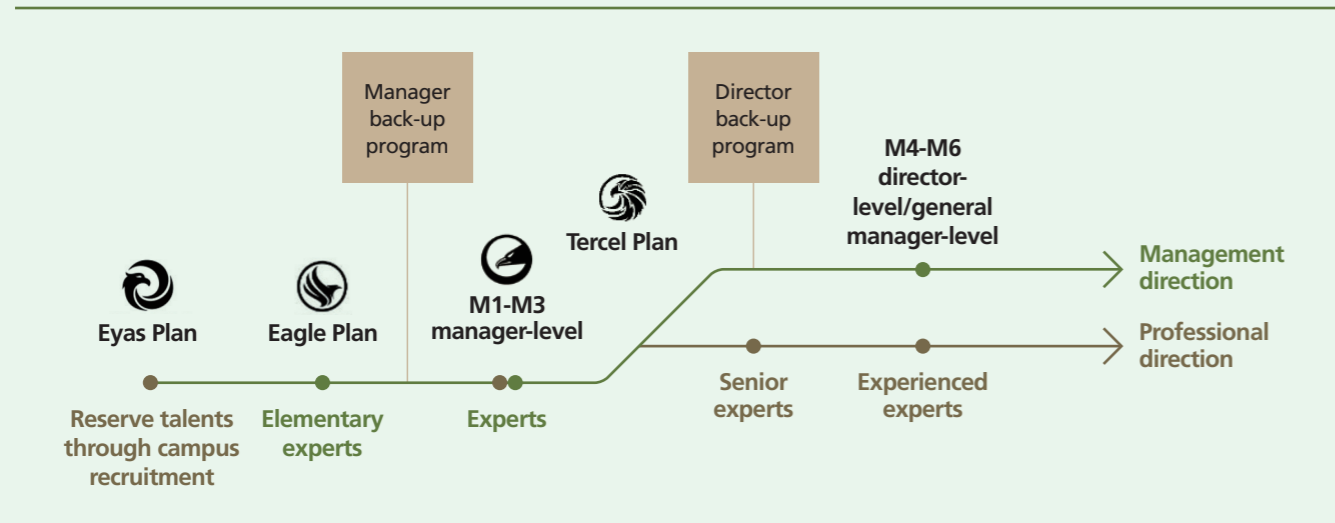 Manager
back-up
program
Director
back-up
program
M4-M6
director-
level/general
manager-level
Tercel Plan
Management
direction
M1-M3
manager-level
Eyas Plan
Eagle Plan
Professional
direction
Reserve talents
through campus
recruitment
Elementary
experts
Experts
Senior
experts
Experienced
experts